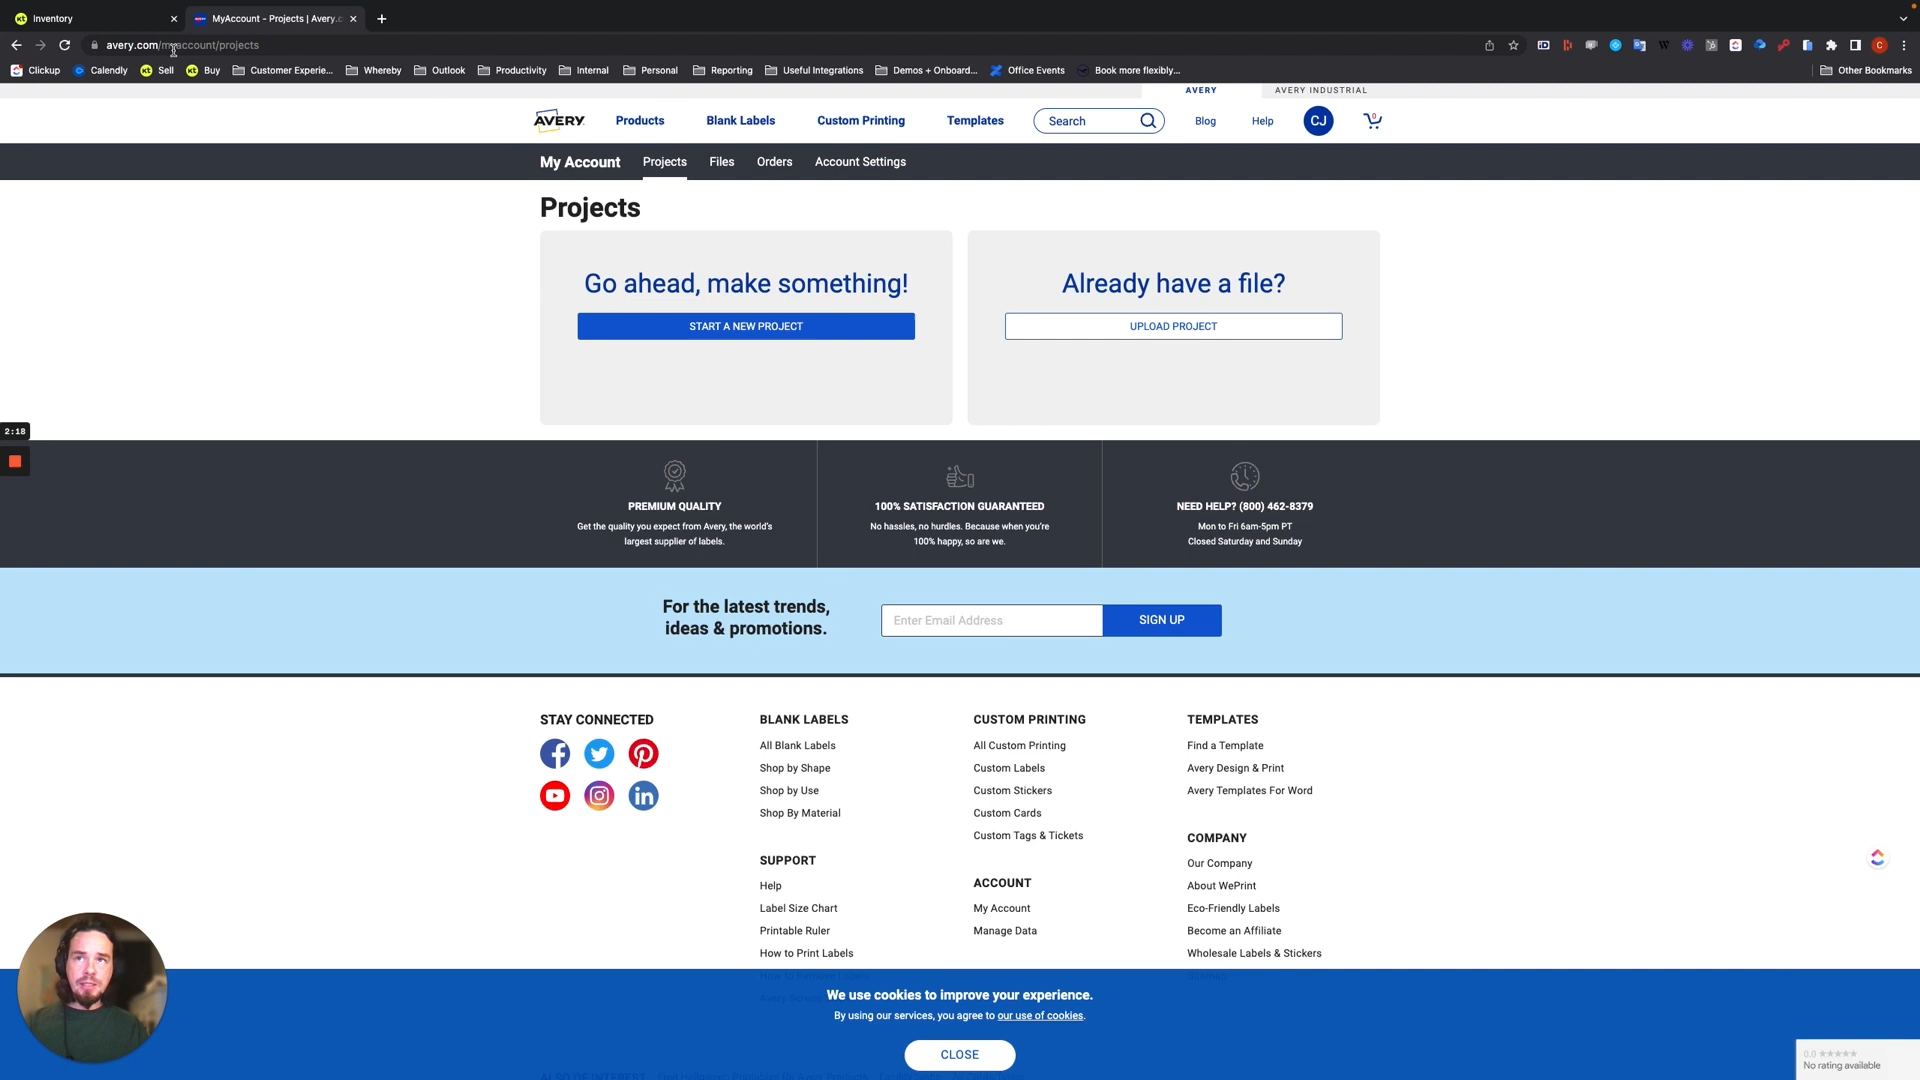 Inventory
MyAccount - Projects | Avery.c
avery.com/myaccount/projects
Clickup
Calendly
Sell
Buy
Customer Experie...
Whereby
Outlook
Productivity
Internal
Personal
Reporting
Useful Integrations
Demos + Onboard...
Office Events
Book more flexibly...
Other Bookmarks
AVERY
AVERY INDUSTRIAL
AVERY
Products
Blank Labels
Custom Printing
Templates
Search
Blog
Help
CJ
0
My Account
Projects
Files
Orders
Account Settings
Projects
Go ahead, make something!
START A NEW PROJECT
Already have a file?
UPLOAD PROJECT
2:18
PREMIUM QUALITY
Get the quality you expect from Avery, the world's
largest supplier of labels.
100% SATISFACTION GUARANTEED
No hassles, no hurdles. Because when you're
100% happy, so are we.
NEED HELP? (800) 462-8379
Mon to Fri 6am-5pm PT
Closed Saturday and Sunday
For the latest trends,
ideas & promotions.
Enter Email Address
SIGN UP
STAY CONNECTED
BLANK LABELS
All Blank Labels
Shop by Shape
Shop by Use
Shop By Material
SUPPORT
Help
Label Size Chart
Printable Ruler
How to Print Labels
CUSTOM PRINTING
All Custom Printing
Custom Labels
Custom Stickers
Custom Cards
Custom Tags & Tickets
ACCOUNT
My Account
Manage Data
TEMPLATES
Find a Template
Avery Design & Print
Avery Templates For Word
COMPANY
Our Company
About WePrint
Eco-Friendly Labels
Become an Affiliate
Wholesale Labels & Stickers
We use cookies to improve your experience.
By using our services, you agree to our use of cookies.
CLOSE
0.0 ★★★★★
No rating available